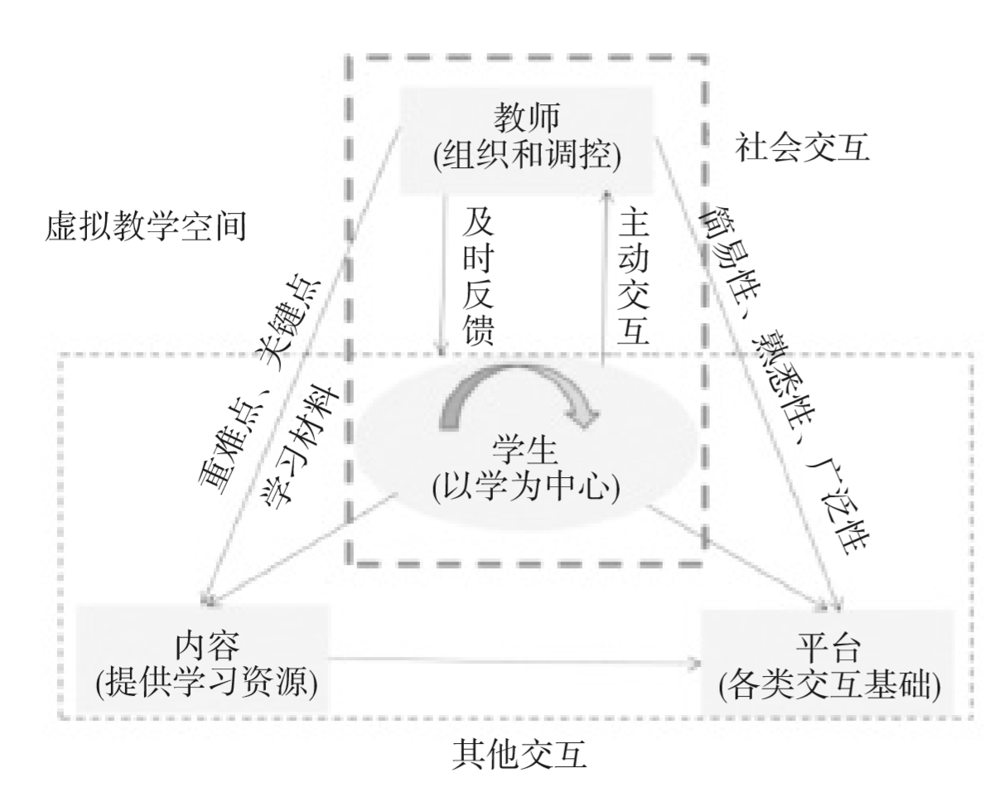 教师
(组织和调控)
社会交互
虚拟教学空间
及时反馈
主动交互
简易性、熟悉性、广泛性
重难点、关键点
学习材料
学生
(以学为中心)
内容
(提供学习资源)
平台
(各类交互基础)
其他交互